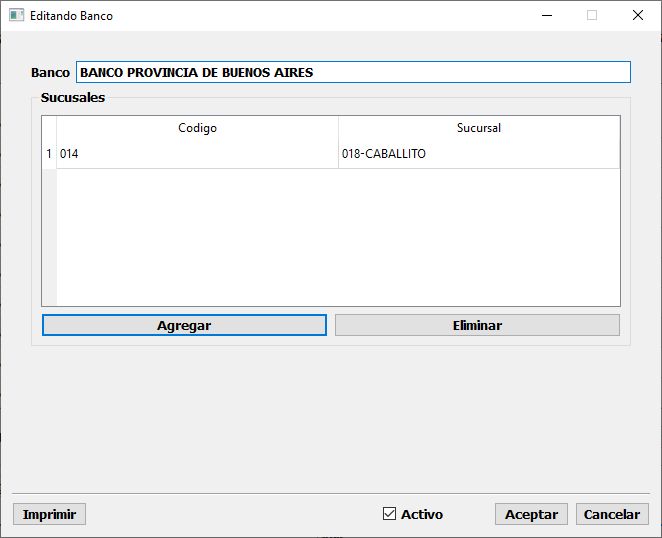 Editando Banco
Banco BANCO PROVINCIA DE BUENOS AIRES
Sucusales
Codigo Sucursal
1 014 018-CABALLITO
Agregar Eliminar
Imprimir Activo Aceptar Cancelar